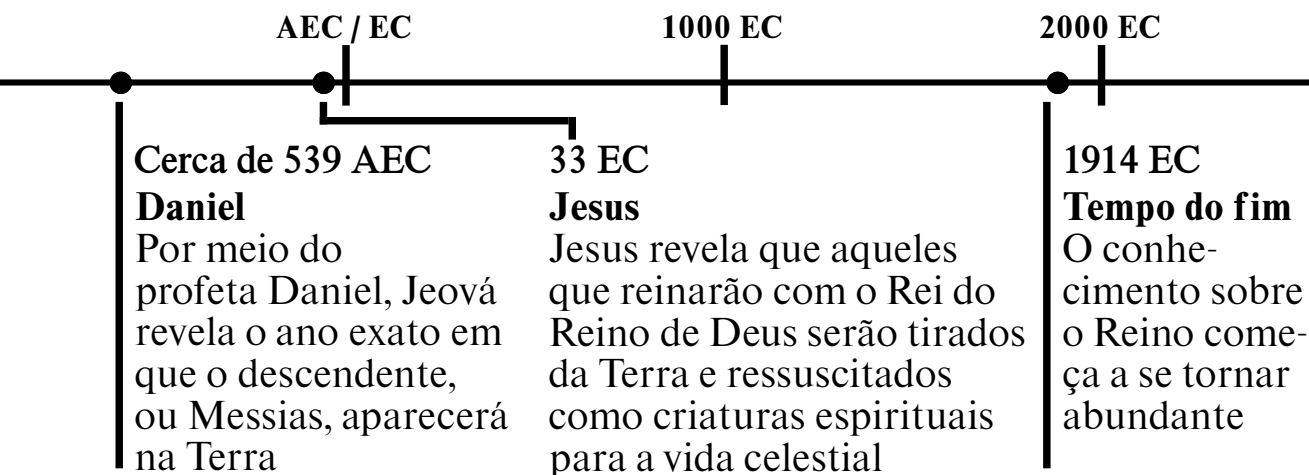 AEC / EC
1000 EC
2000 EC
Cerca de 539 AEC
Daniel
Por meio do
profeta Daniel, Jeová
revela o ano exato em
que o descendente,
ou Messias, aparecerá
na Terra
33 EC
Jesus
Jesus revela que aqueles
que reinarão com o Rei do
Reino de Deus serão tirados
da Terra e ressuscitados
como criaturas espirituais
para a vida celestial
1914 EC
Tempo do fim
O conhe-
cimento sobre
o Reino come-
ça a se tornar
abundante